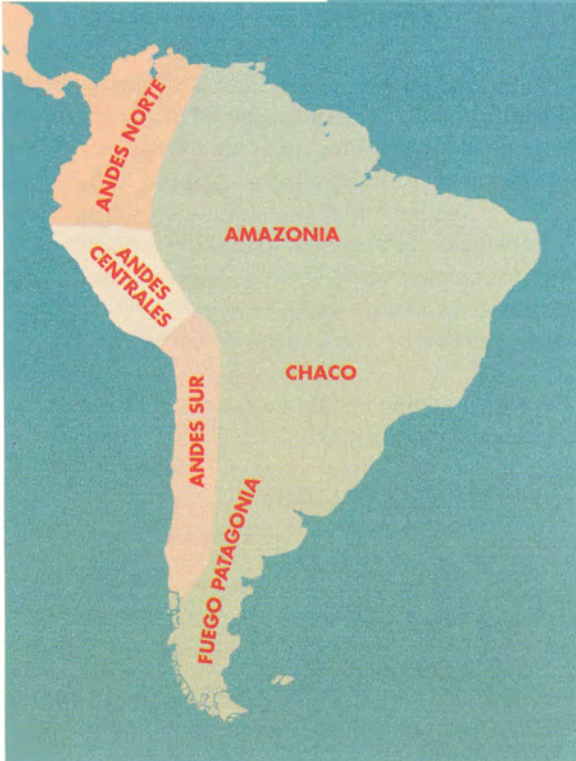 ANDES NORTE
AMAZONIA
ANDES
CENTRALES
CHACO
ANDES SUR
FUEGO PATAGONIA